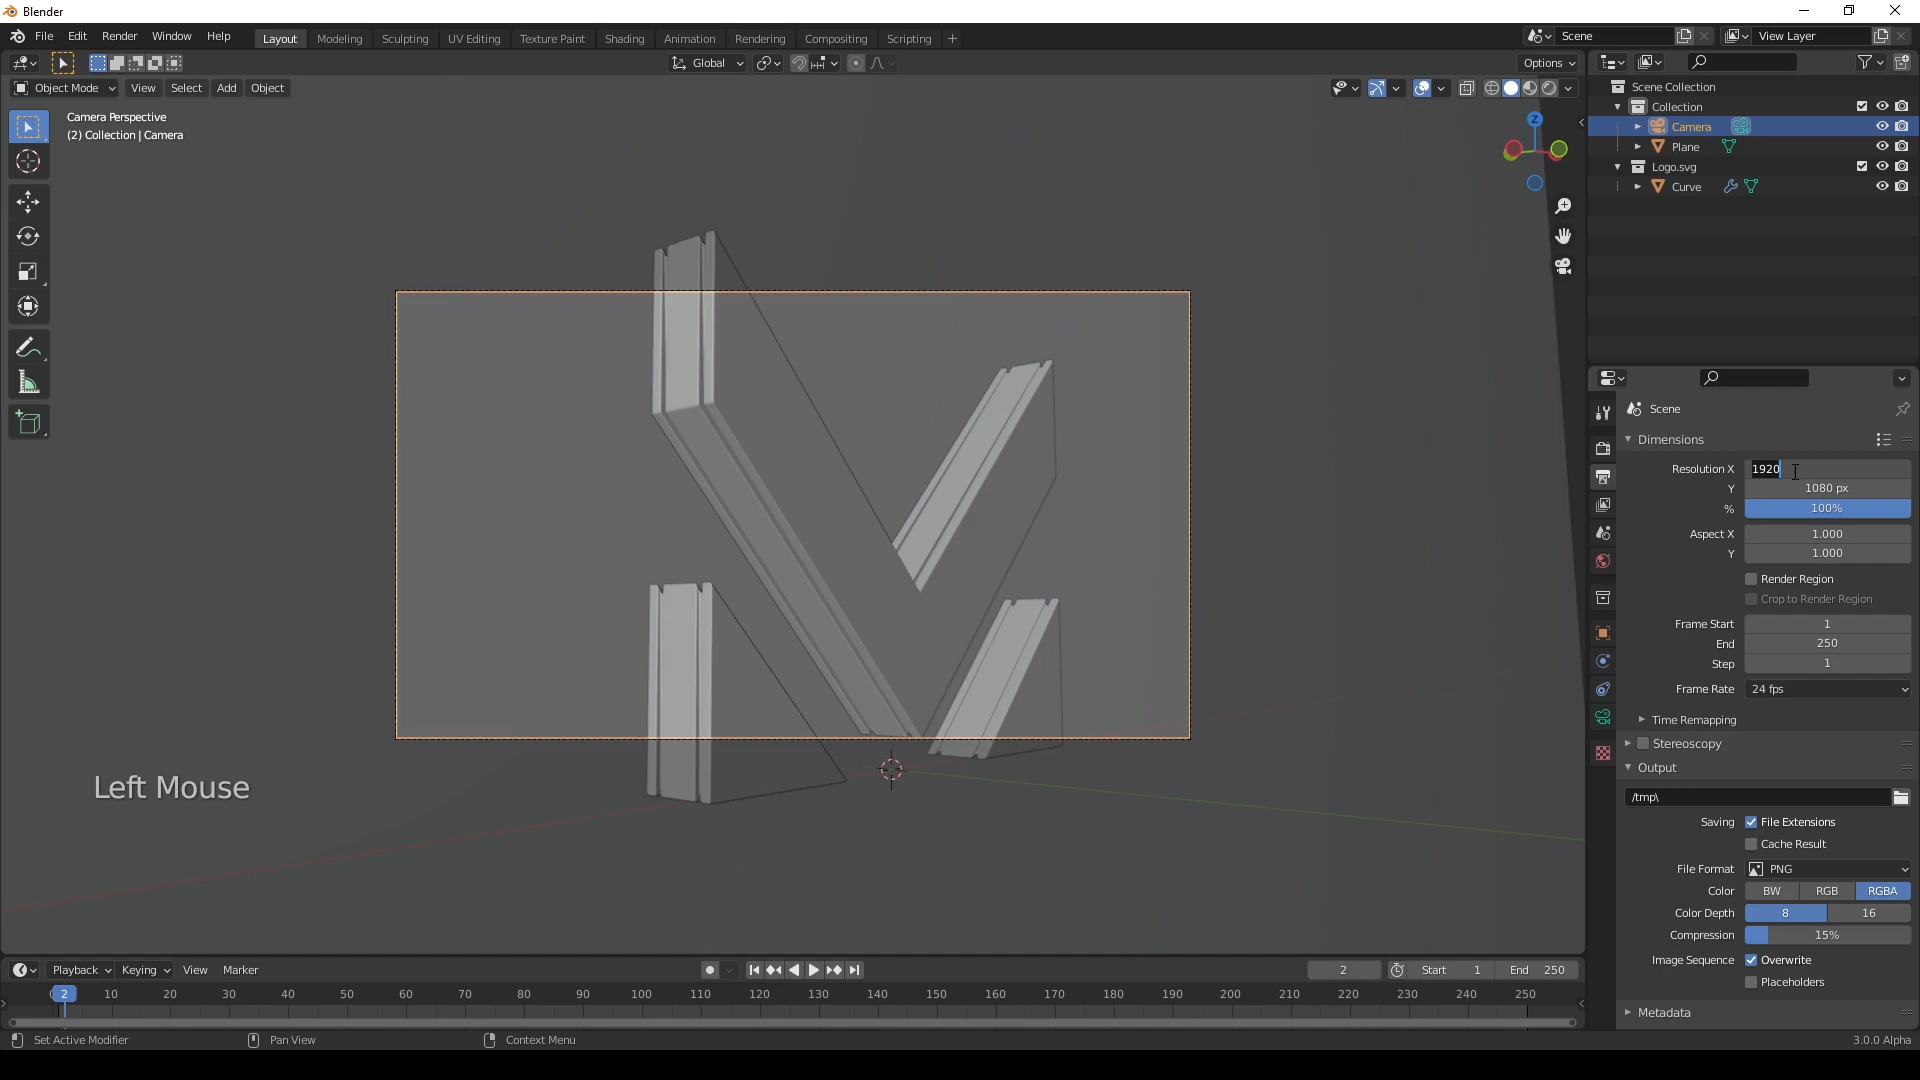 Blender
File Edit Render Window Help Layout Modeling Sculpting UV Editing Texture Paint Shading Animation Rendering Compositing Scripting + Scene View Layer
Global Options
Object Mode View Select Add Object
Camera Perspective
(2) Collection | Camera
Z
Scene Collection
Collection
Camera
Plane
Logo.svg
Curve
Scene
Dimensions
Resolution X 1920
Y 1080 px
% 100%
Aspect X 1.000
Y 1.000
Render Region
Crop to Render Region
Frame Start 1
End 250
Step 1
Frame Rate 24 fps
Time Remapping
Stereoscopy
Output
/tmp\
Saving File Extensions
Cache Result
File Format PNG
Color BW RGB RGBA
Color Depth 8 16
Compression 15%
Image Sequence Overwrite
Placeholders
Metadata
Left Mouse
Playback Keying View Marker 2 Start 1 End 250
2 10 20 30 40 50 60 70 80 90 100 110 120 130 140 150 160 170 180 190 200 210 220 230 240 250
Set Active Modifier Pan View Context Menu 3.0.0 Alpha